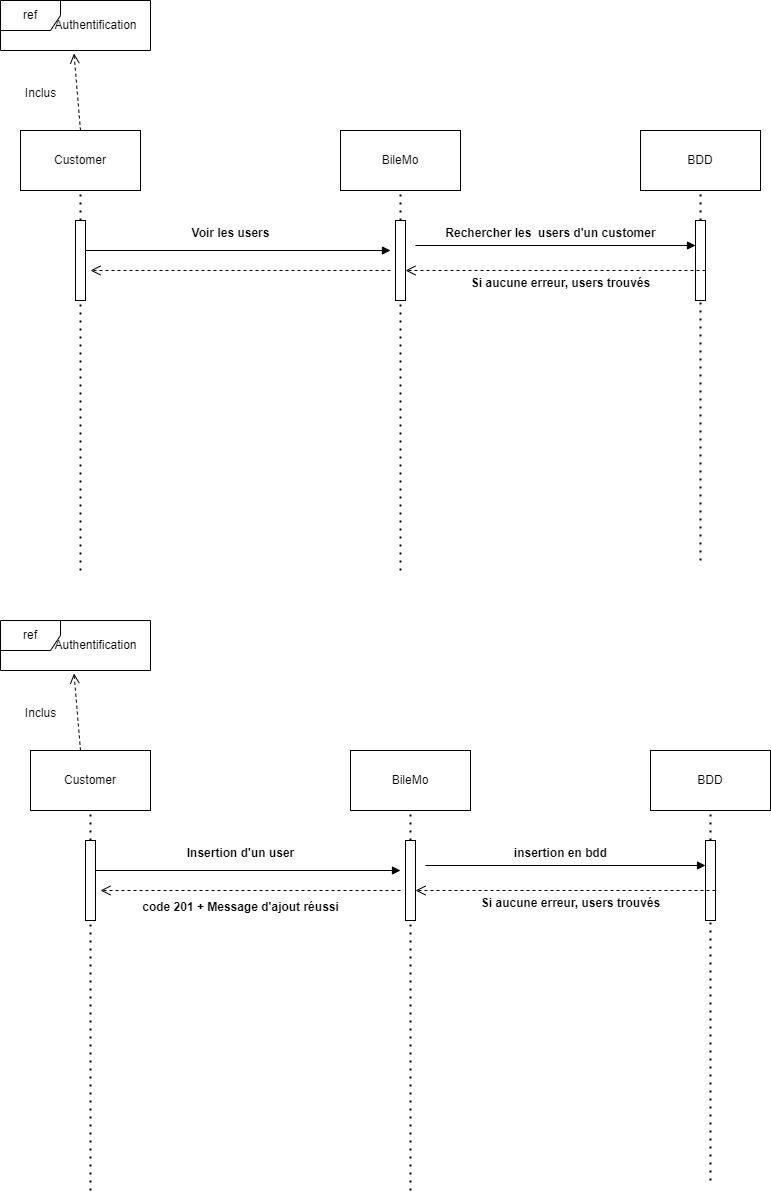 ref
Authentification
Inclus
Customer
BileMo
BDD
Voir les users
Rechercher les  users d'un customer
Si aucune erreur, users trouvés
ref
Authentification
Inclus
Customer
BileMo
BDD
Insertion d'un user
insertion en bdd
code 201 + Message d'ajout réussi
Si aucune erreur, users trouvés